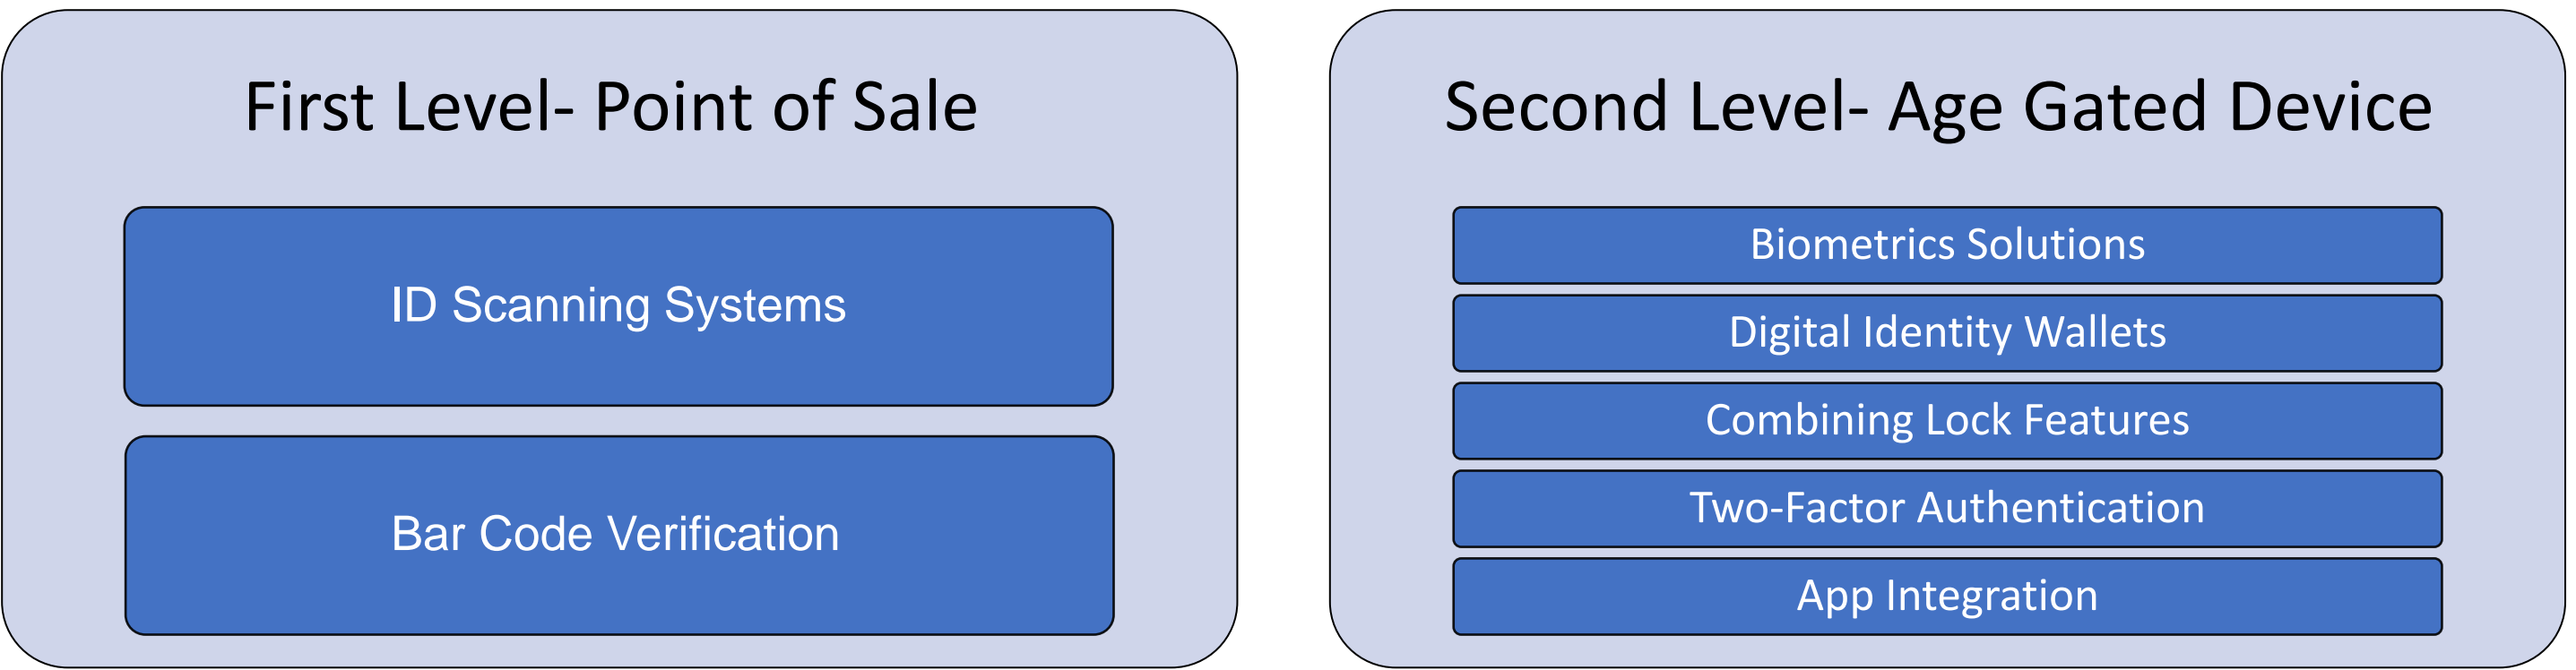 First Level- Point of Sale
ID Scanning Systems
Bar Code Verification
Second Level- Age Gated Device
Biometrics Solutions
Digital Identity Wallets
Combining Lock Features
Two-Factor Authentication
App Integration